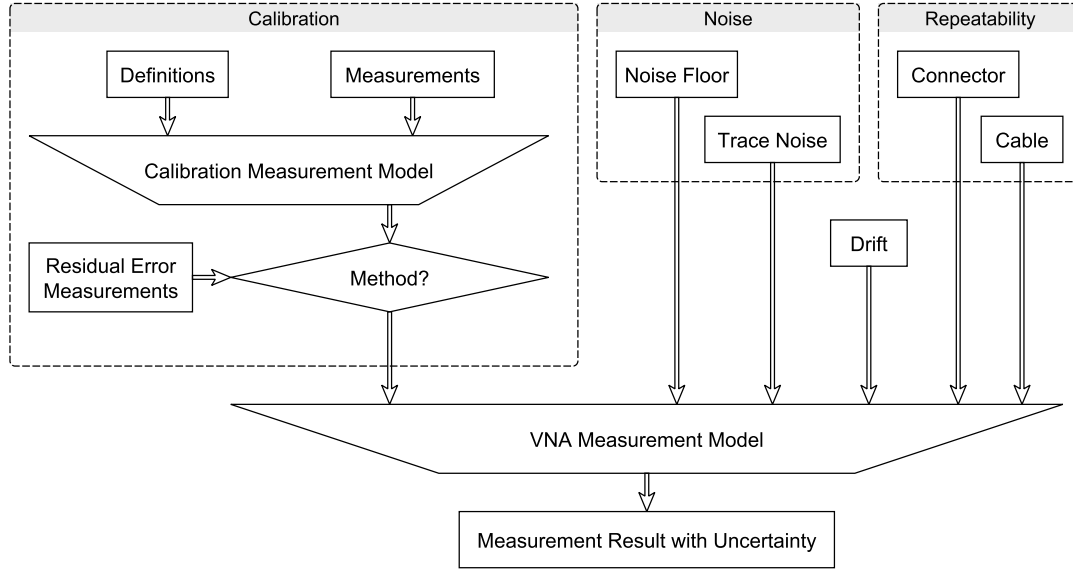 Calibration
Noise
Repeatability
Definitions
Measurements
Noise Floor
Connector
Trace Noise
Cable
Calibration Measurement Model
Drift
Residual Error
Measurements
Method?
VNA Measurement Model
Measurement Result with Uncertainty